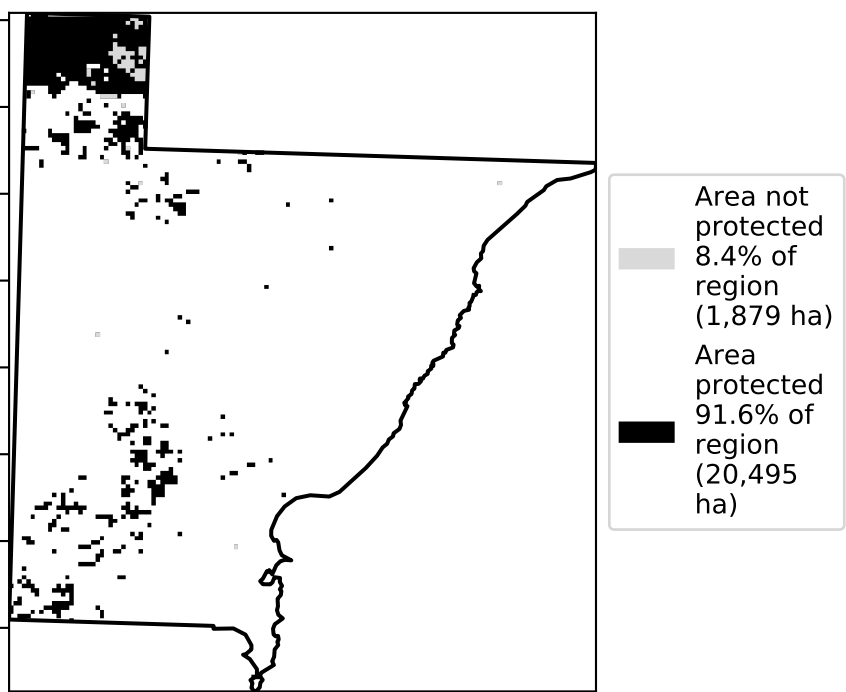 Area not
protected
8.4% of
region
(1,879 ha)
Area
protected
91.6% of
region
(20,495
ha)